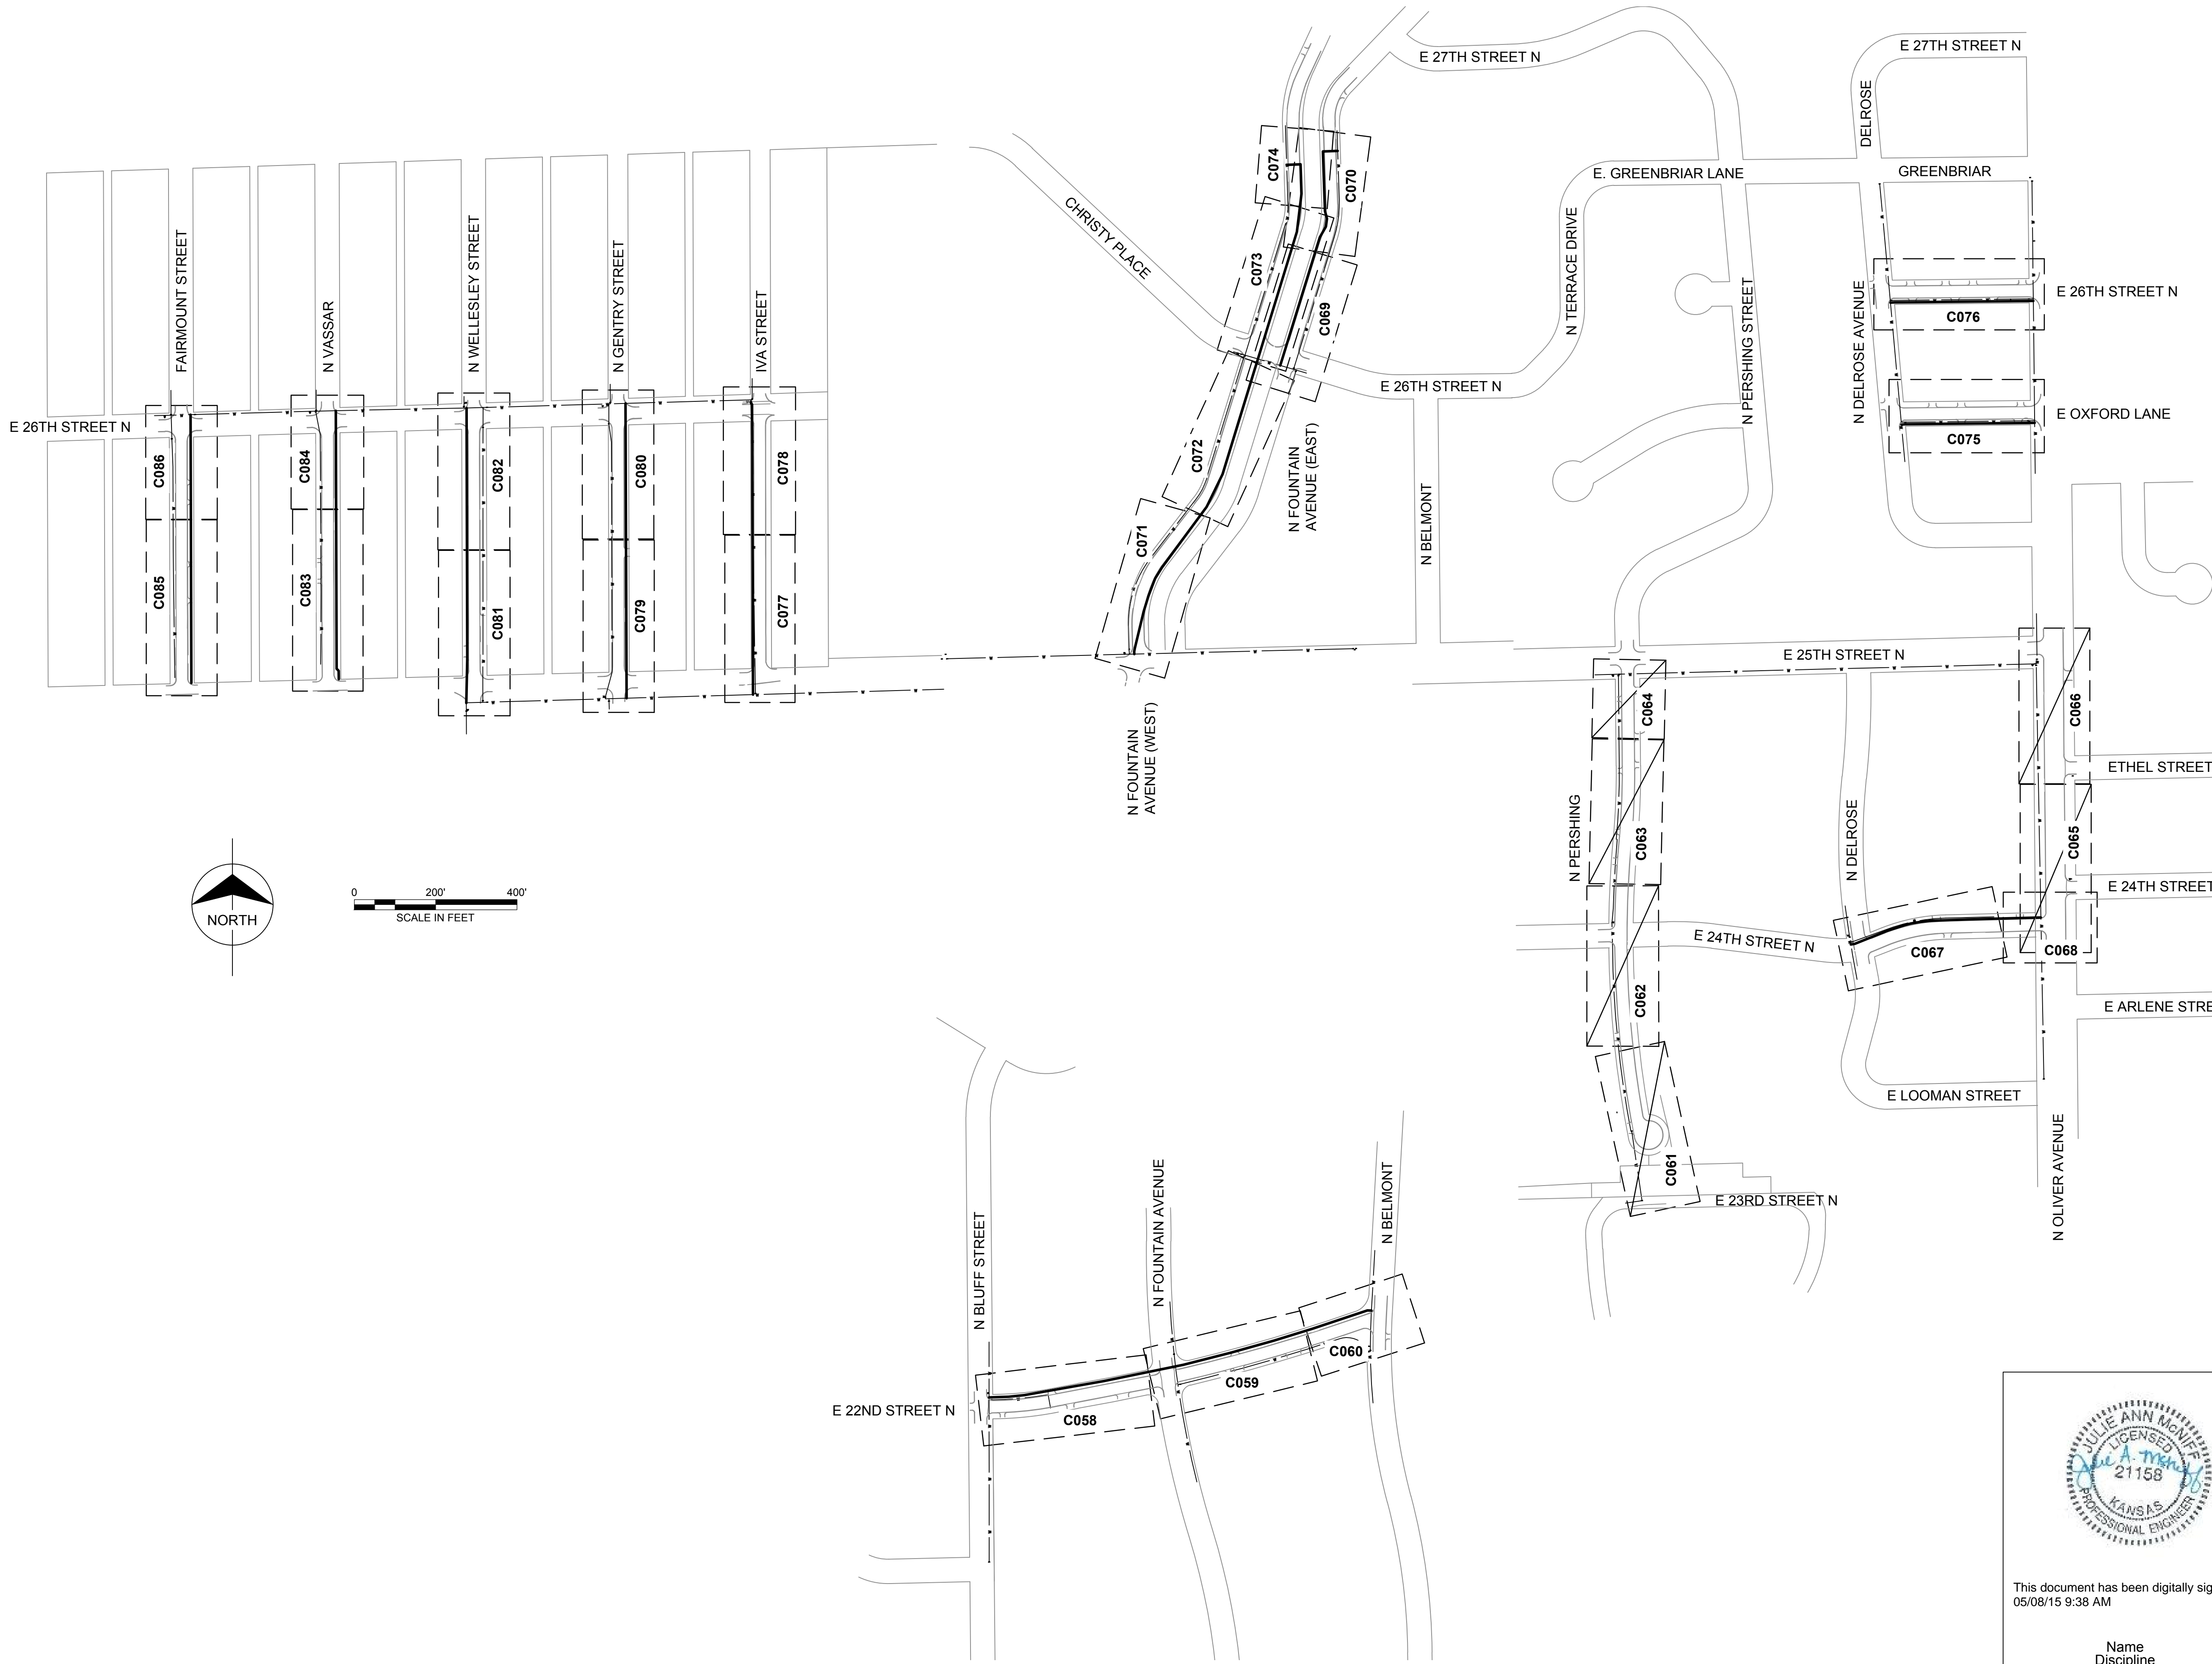 E 27TH STREET N
E 27TH STREET N
DELROSE
C074
C070
E. GREENBRIAR LANE
GREENBRIAR
CHRISTY PLACE
FAIRMOUNT STREET
N VASSAR
N WELLESLEY STREET
N GENTRY STREET
IVA STREET
C073
C069
N TERRACE DRIVE
N PERSHING STREET
N DELROSE AVENUE
E 26TH STREET N
C076
E 26TH STREET N
E OXFORD LANE
C075
E 26TH STREET N
C086
C084
C082
C080
C078
C072
N FOUNTAIN
AVENUE (EAST)
N BELMONT
C071
C085
C083
C081
C079
C077
E 25TH STREET N
N FOUNTAIN
AVENUE (WEST)
C064
C066
ETHEL STREET
N PERSHING
C063
N DELROSE
C065
E 24TH STREET
NORTH
0 200' 400'
SCALE IN FEET
E 24TH STREET N
C067
C068
C062
E ARLENE STRE
E LOOMAN STREET
C061
E 23RD STREET N
N OLIVER AVENUE
N BLUFF STREET
N FOUNTAIN AVENUE
N BELMONT
C060
C059
E 22ND STREET N
C058
JULIE ANN McNIFF
LICENSED
Julie A. McNiff
21158
KANSAS
PROFESSIONAL ENGINEER
This document has been digitally sig
05/08/15 9:38 AM
Name
Discipline